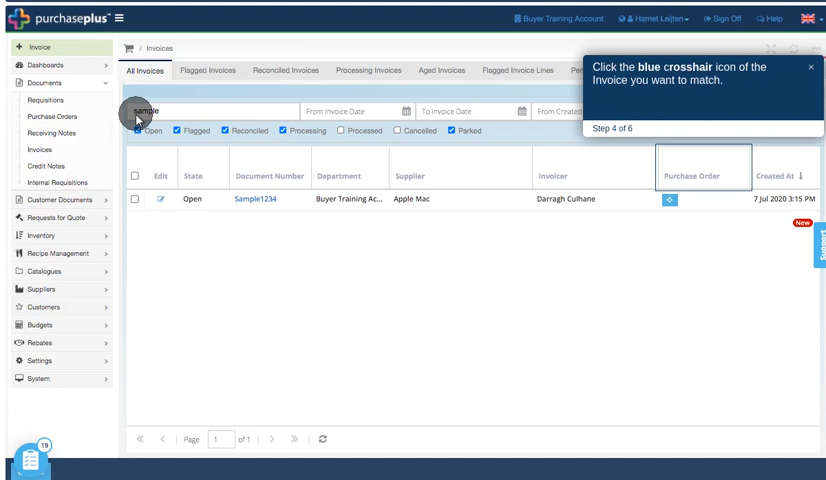 purchaseplus
Buyer Training Account
Harriet Leijten
Sign Off
Help
Invoice
Dashboards
Documents
Requisitions
Purchase Orders
Receiving Notes
Invoices
Credit Notes
Internal Requisitions
Customer Documents
Requests for Quote
Inventory
Recipe Management
Catalogues
Suppliers
Customers
Budgets
Rebates
Settings
System
19
/ Invoices
All Invoices
Flagged Invoices
Reconciled Invoices
Processing Invoices
Aged Invoices
Flagged Invoice Lines
Click the blue crosshair icon of the
Invoice you want to match.
×
Step 4 of 6
sample
From Invoice Date
To Invoice Date
From Created
Open
Flagged
Reconciled
Processing
Processed
Cancelled
Parked
Edit
State
Document Number
Department
Supplier
Invoicer
Purchase Order
Created At
Open
Sample1234
Buyer Training Ac...
Apple Mac
Darragh Culhane
7 Jul 2020 3:15 PM
New
Support
Page
1
of 1